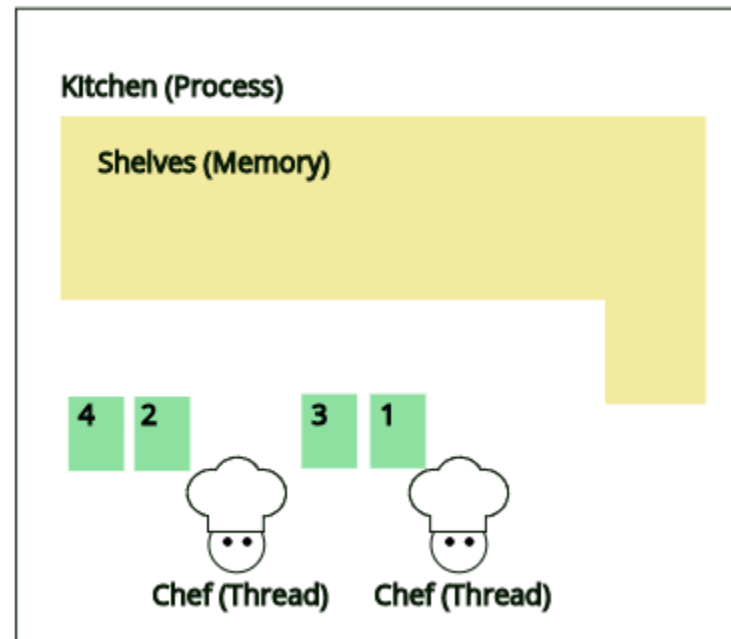 Kitchen (Process)
Shelves (Memory)
4 2 3 1
Chef (Thread) Chef (Thread)